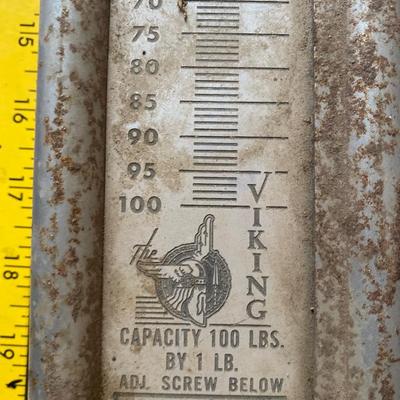 70
75
80
85
90
95
100
The
VIKING
CAPACITY 100 LBS.
BY 1 LB.
ADJ. SCREW BELOW
15
16
17
18
19